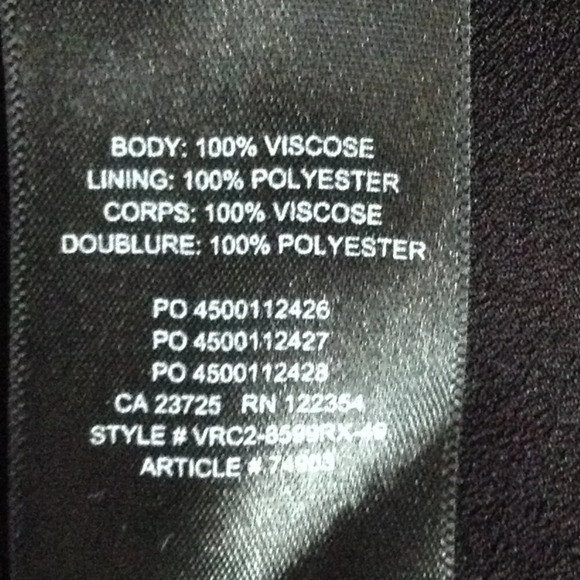 BODY: 100% VISCOSE
LINING: 100% POLYESTER
CORPS: 100% VISCOSE
DOUBLURE: 100% POLYESTER
PO 4500112426
PO 4500112427
PO 4500112428
CA 23725 RN 122354
STYLE #
ARTICLE #